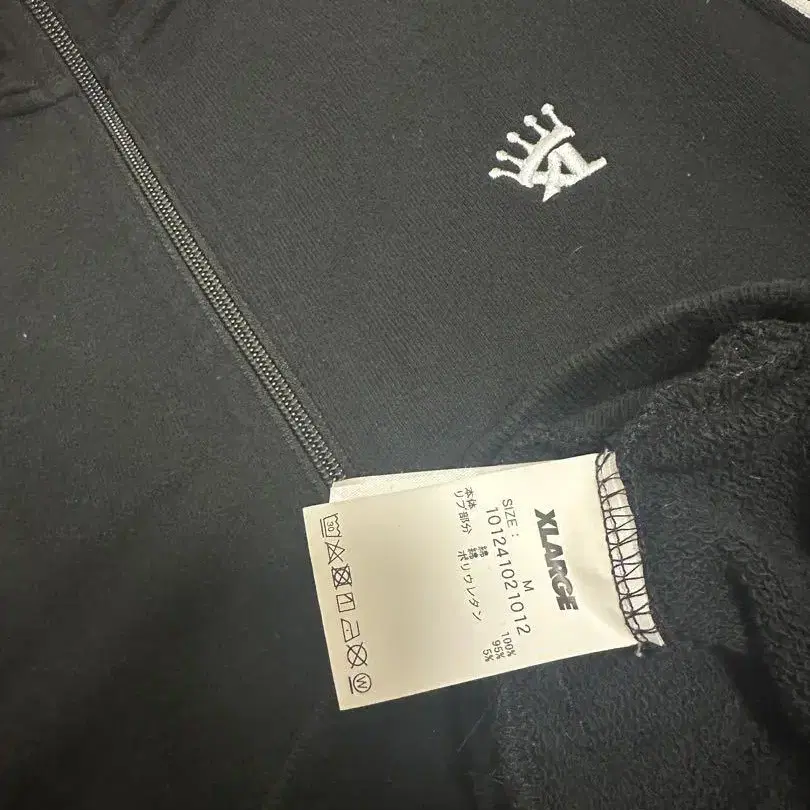 XLARGE
SIZE : M
101241021012
本体 綿 100%
リブ部分 綿 95%
ポリウレタン 5%
30
W